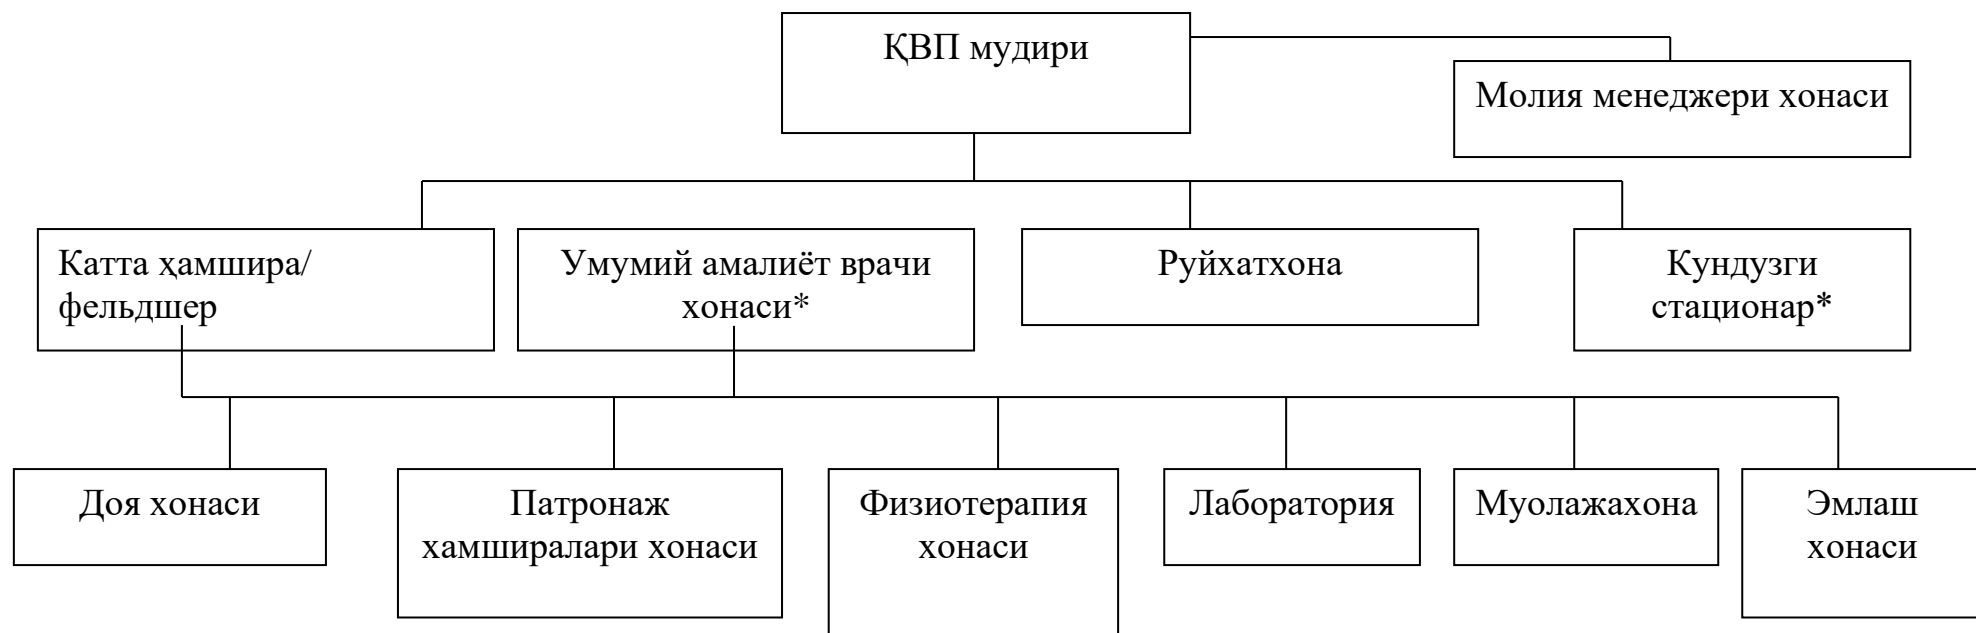 ҚВП мудири
Молия менеджери хонаси
Катта ҳамшира/
фельдшер
Умумий амалиёт врачи
хонаси*
Руйхатхона
Кундузги
стационар*
Доя хонаси
Патронаж
хамширалари хонаси
Физиотерапия
хонаси
Лаборатория
Муолажахона
Эмлаш
хонаси